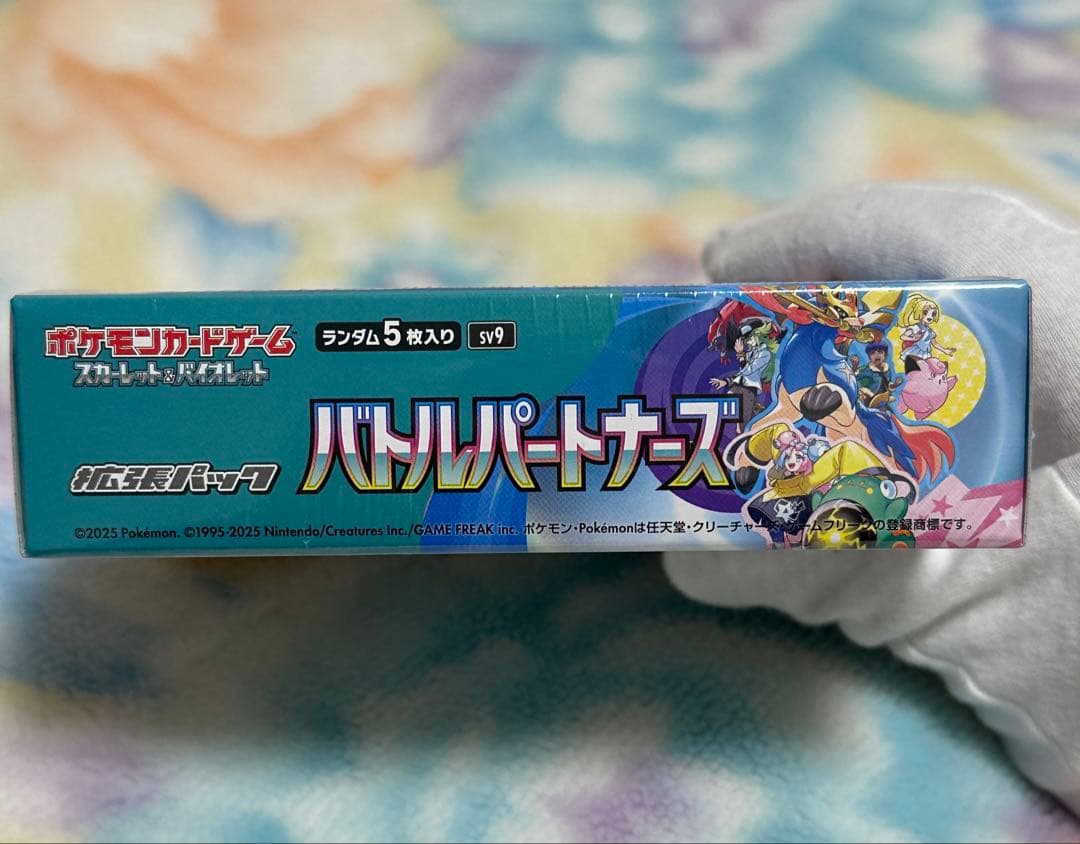 ポケモンカードゲーム
スカーレット&バイオレット
ランダム5枚入り sv9
バトルパートナーズ
拡張パック
©2025 Pokémon. ©1995-2025 Nintendo/Creatures Inc./GAME FREAK inc. ポケモン・Pokémonは任天堂・クリーチャーズ・ゲームフリークの登録商標です。